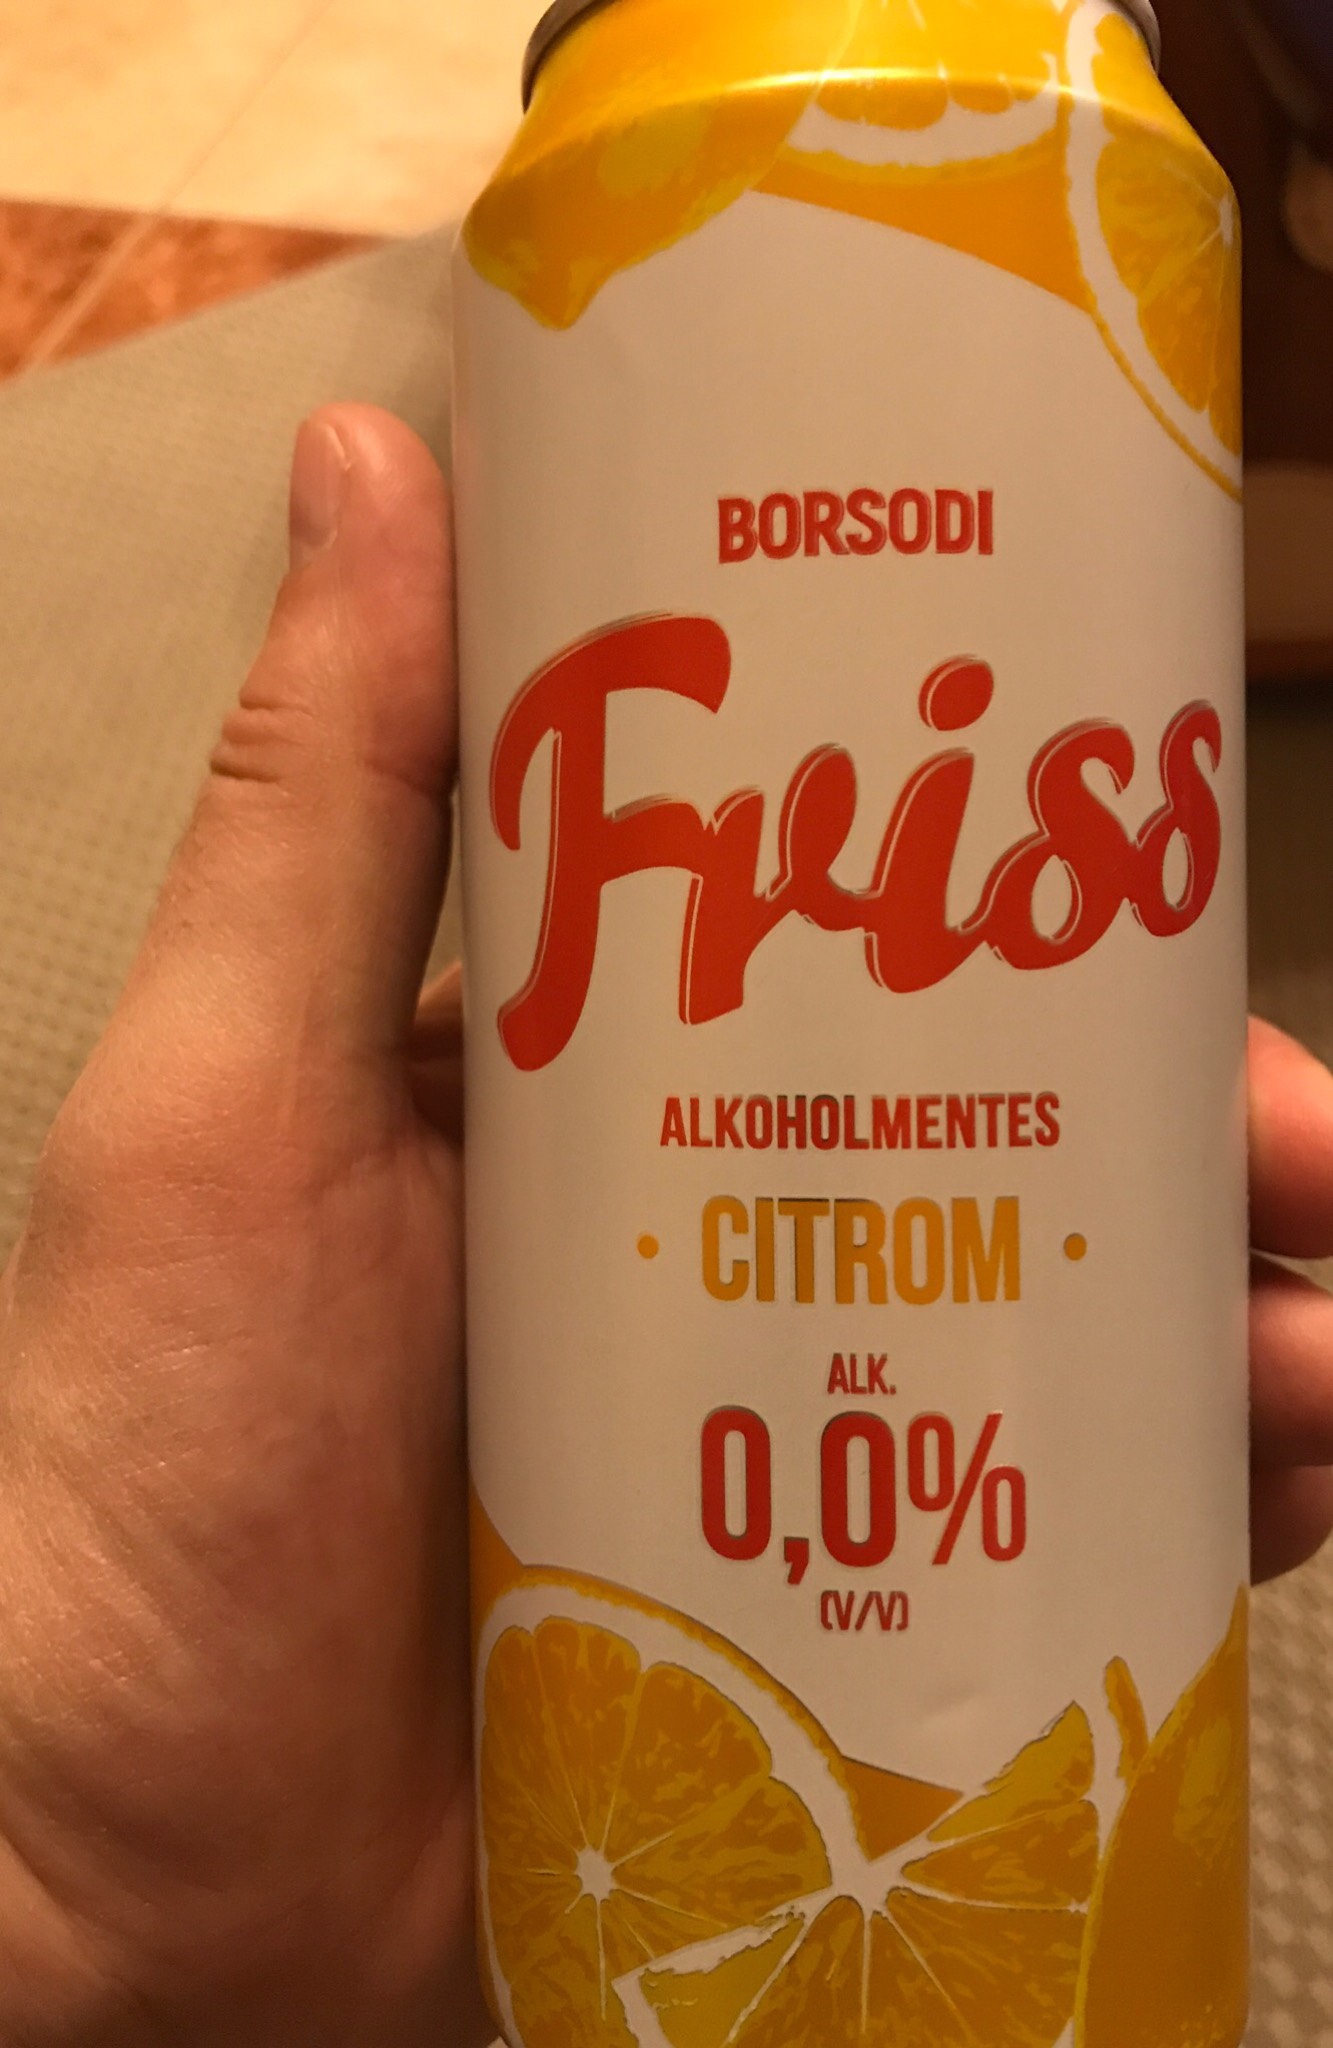 BORSODI
Friss
ALKOHOLMENTES
• CITROM •
ALK.
0,0%
(V/V)